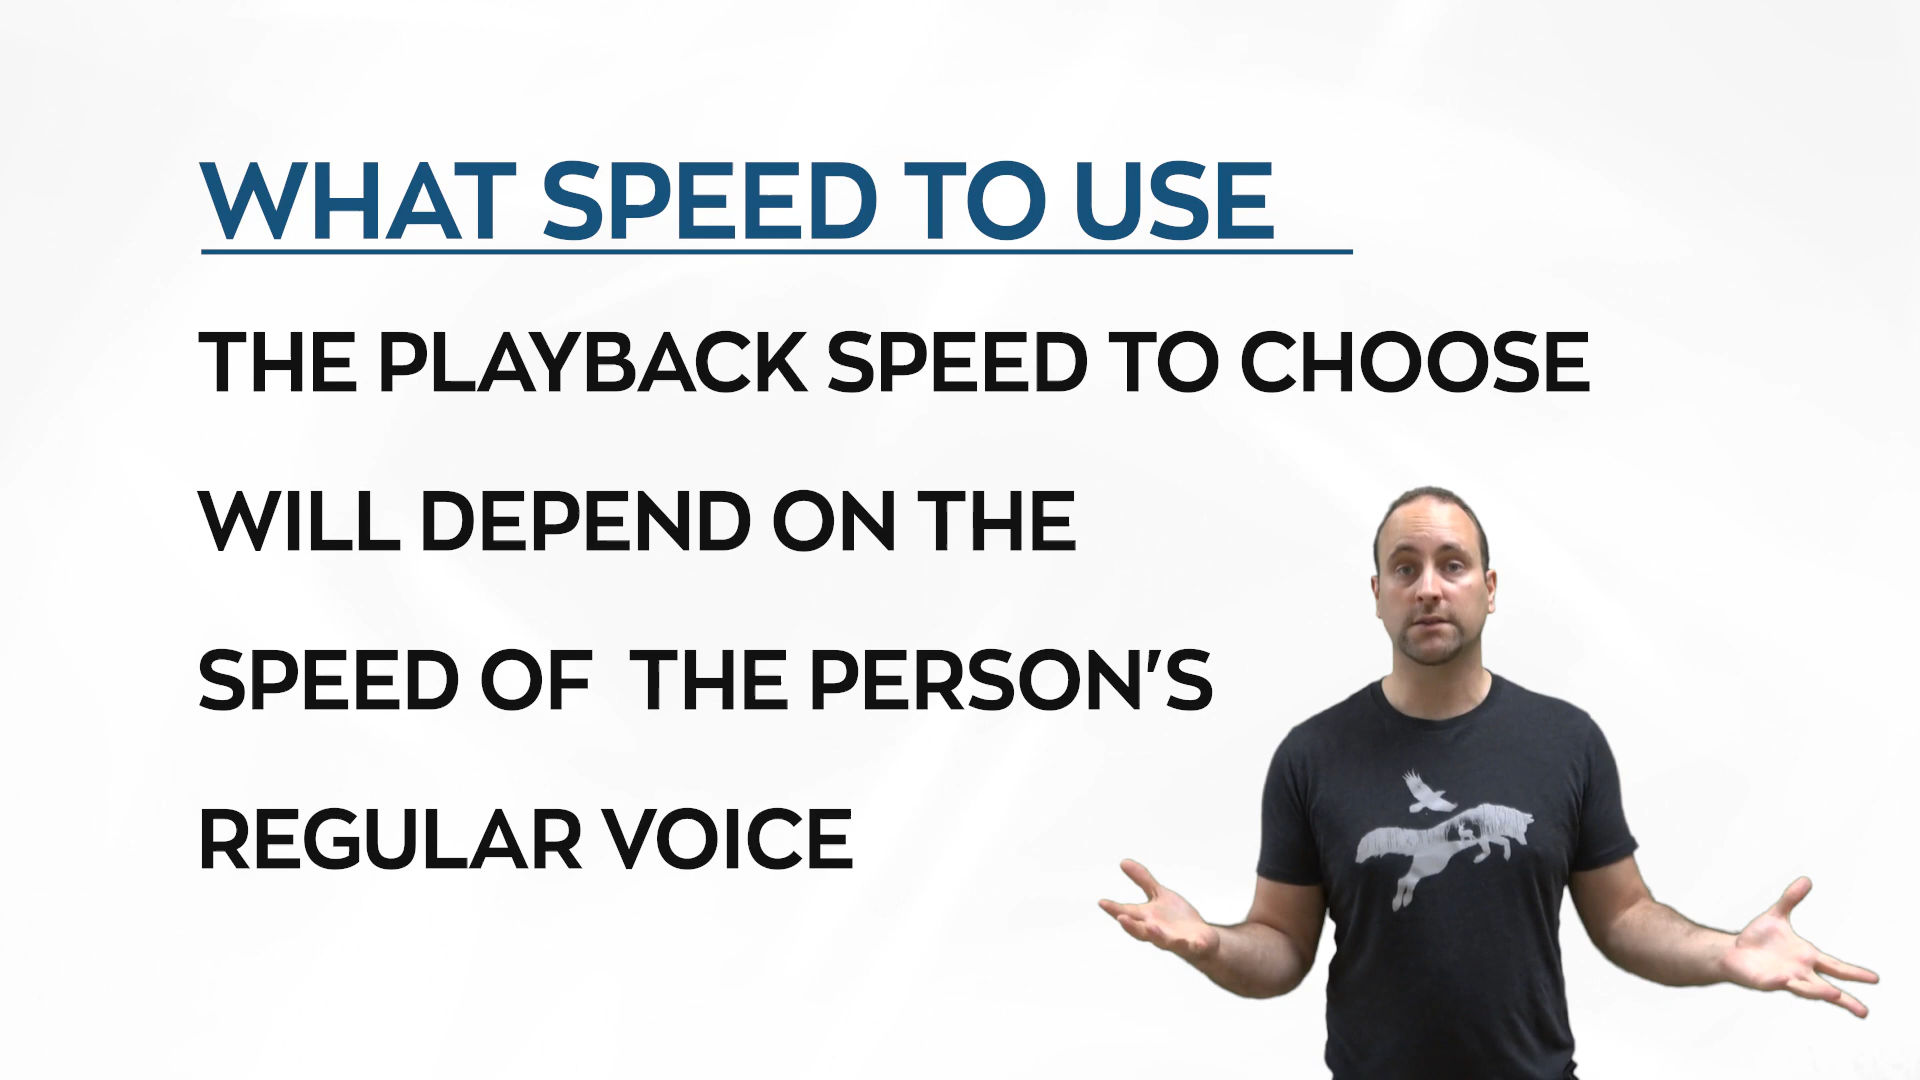 WHAT SPEED TO USE
THE PLAYBACK SPEED TO CHOOSE
WILL DEPEND ON THE
SPEED OF THE PERSON'S
REGULAR VOICE